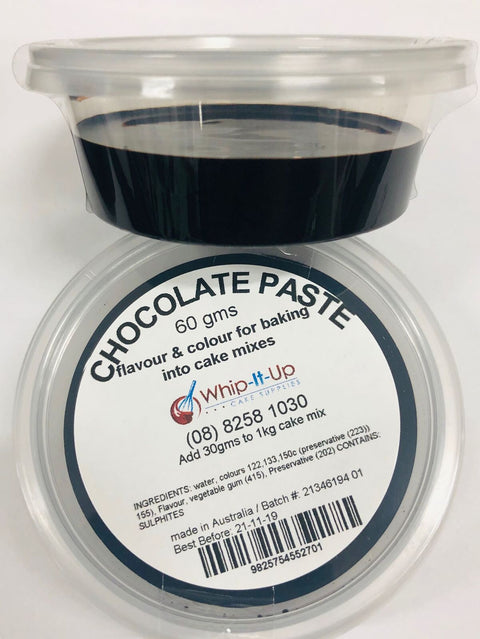 CHOCOLATE PASTE
60 gms
flavour & colour for baking
into cake mixes
Whip-It-Up
CAKE SUPPLIES
(08) 8258 1030
Add 30gms to 1kg cake mix
INGREDIENTS: water, colours 122,133,150c (preservative (223))
155), Flavour, vegetable gum (415), Preservative (202) CONTAINS:
SULPHITES
made in Australia / Batch #: 21346194 01
Best Before: 21-11-19
9825754552701